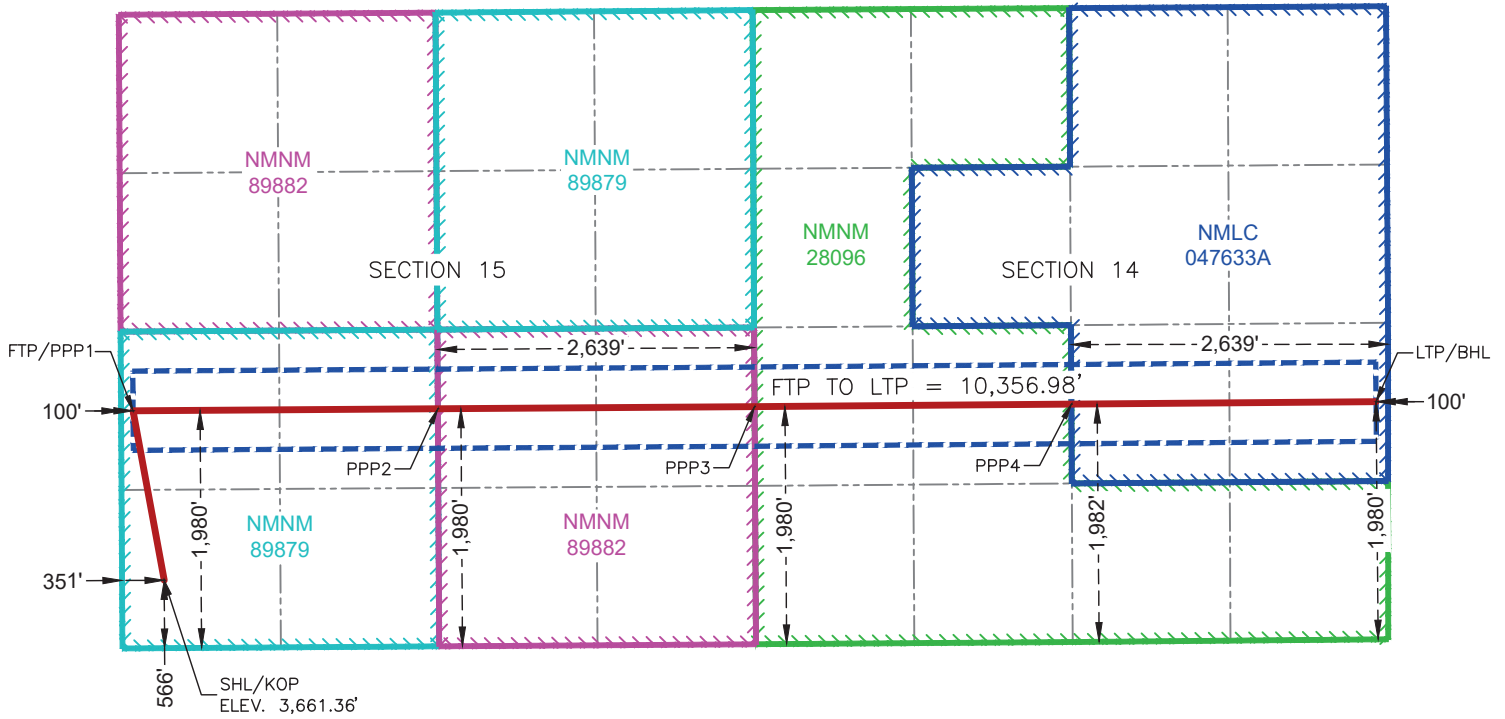 NMNM
89882
NMNM
89879
NMNM
28096
NMLC
047633A
SECTION 15
SECTION 14
FTP/PPP1
2,639'
2,639'
LTP/BHL
FTP TO LTP = 10,356.98'
100'
100'
PPP2
PPP3
PPP4
1,980'
NMNM
89879
1,980'
NMNM
89882
1,980'
1,982'
1,980'
351'
566'
SHL/KOP
ELEV. 3,661.36'